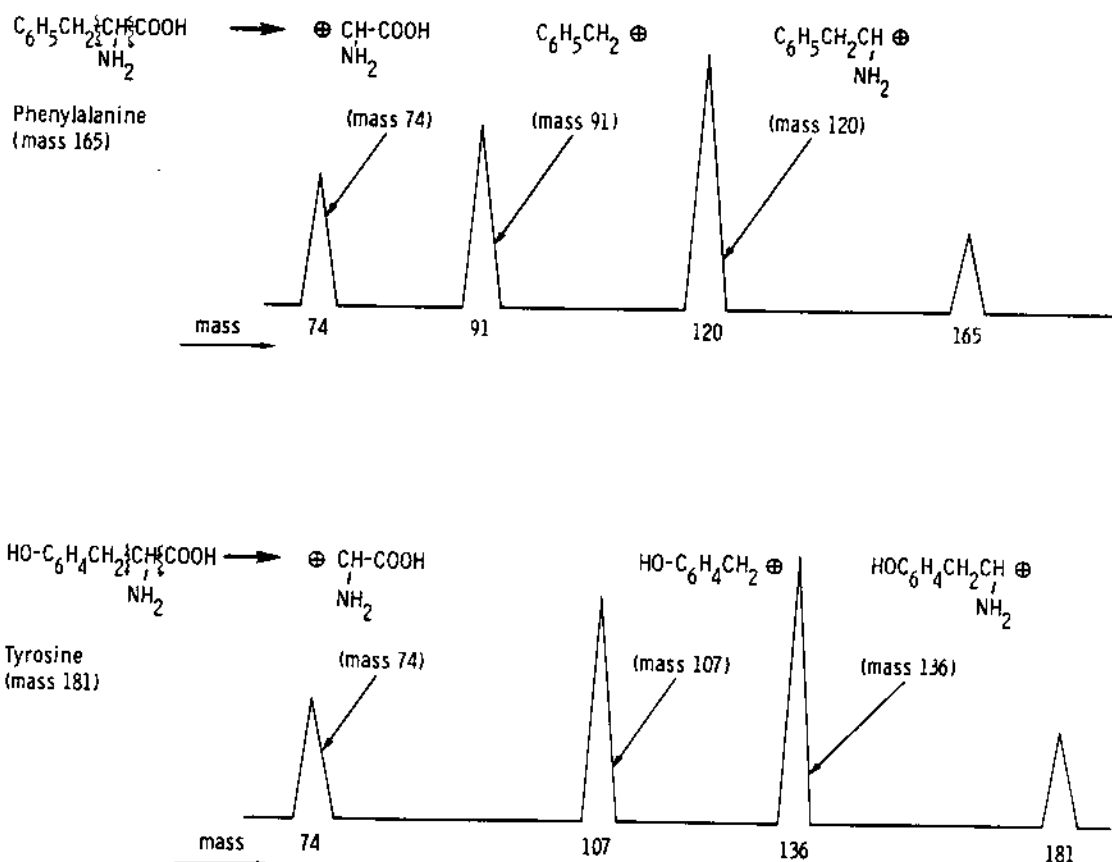 C6H5CH2CHCOOH ⟶ ⊕ CH-COOH C6H5CH2 ⊕ C6H5CH2CH ⊕
NH2 NH2 NH2
Phenylalanine
(mass 165)
(mass 74) (mass 91) (mass 120)
mass 74 91 120 165
HO-C6H4CH2CHCOOH ⟶ ⊕ CH-COOH HO-C6H4CH2 ⊕ HOC6H4CH2CH ⊕
NH2 NH2 NH2
Tyrosine
(mass 181)
(mass 74) (mass 107) (mass 136)
mass 74 107 136 181